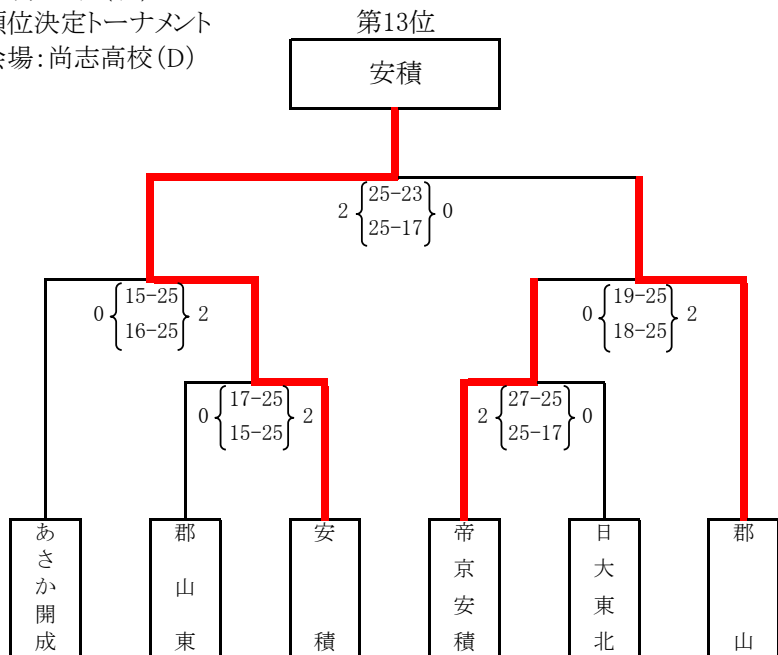 順位決定トーナメント
会場：尚志高校（D）
第13位
安積
2 25-23 0
25-17
0 15-25 2
16-25
0 19-25 2
18-25
0 17-25 2
15-25
2 27-25 0
25-17
あさか開成
郡山東
安積
帝京安積
日大東北
郡山